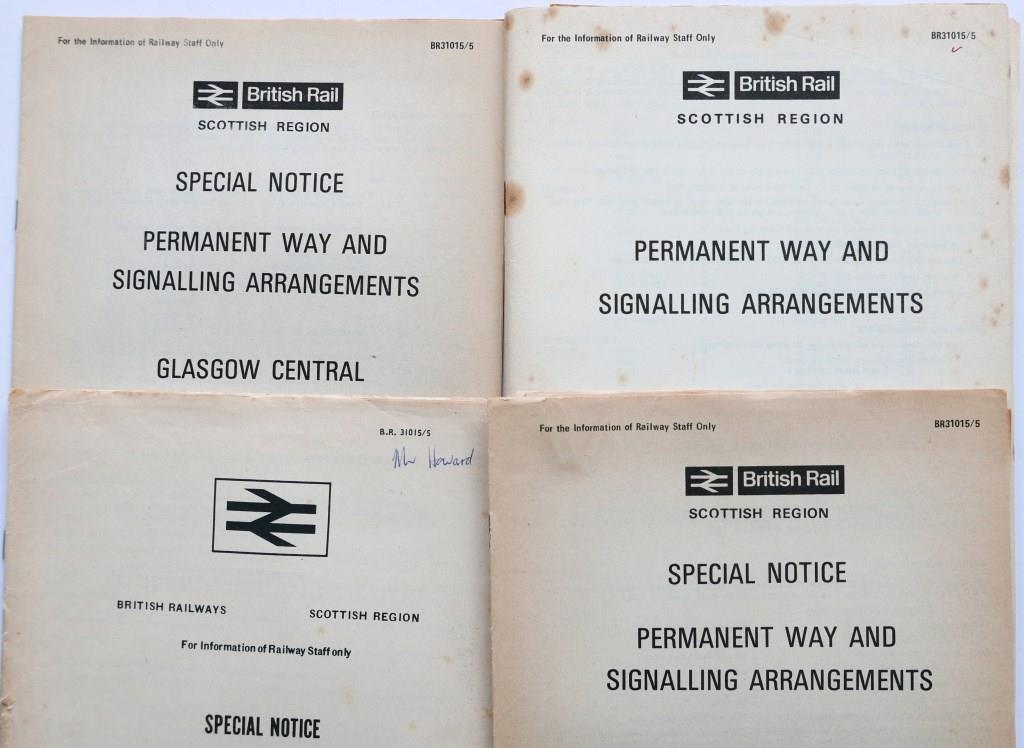 For the Information of Railway Staff Only
BR31015/5
British Rail
SCOTTISH REGION
SPECIAL NOTICE
PERMANENT WAY AND
SIGNALLING ARRANGEMENTS
GLASGOW CENTRAL
For the Information of Railway Staff Only
BR31015/5
British Rail
SCOTTISH REGION
PERMANENT WAY AND
SIGNALLING ARRANGEMENTS
B.R. 31015/5
Mr Howard
BRITISH RAILWAYS SCOTTISH REGION
For Information of Railway Staff only
SPECIAL NOTICE
For the Information of Railway Staff Only
BR31015/5
British Rail
SCOTTISH REGION
SPECIAL NOTICE
PERMANENT WAY AND
SIGNALLING ARRANGEMENTS